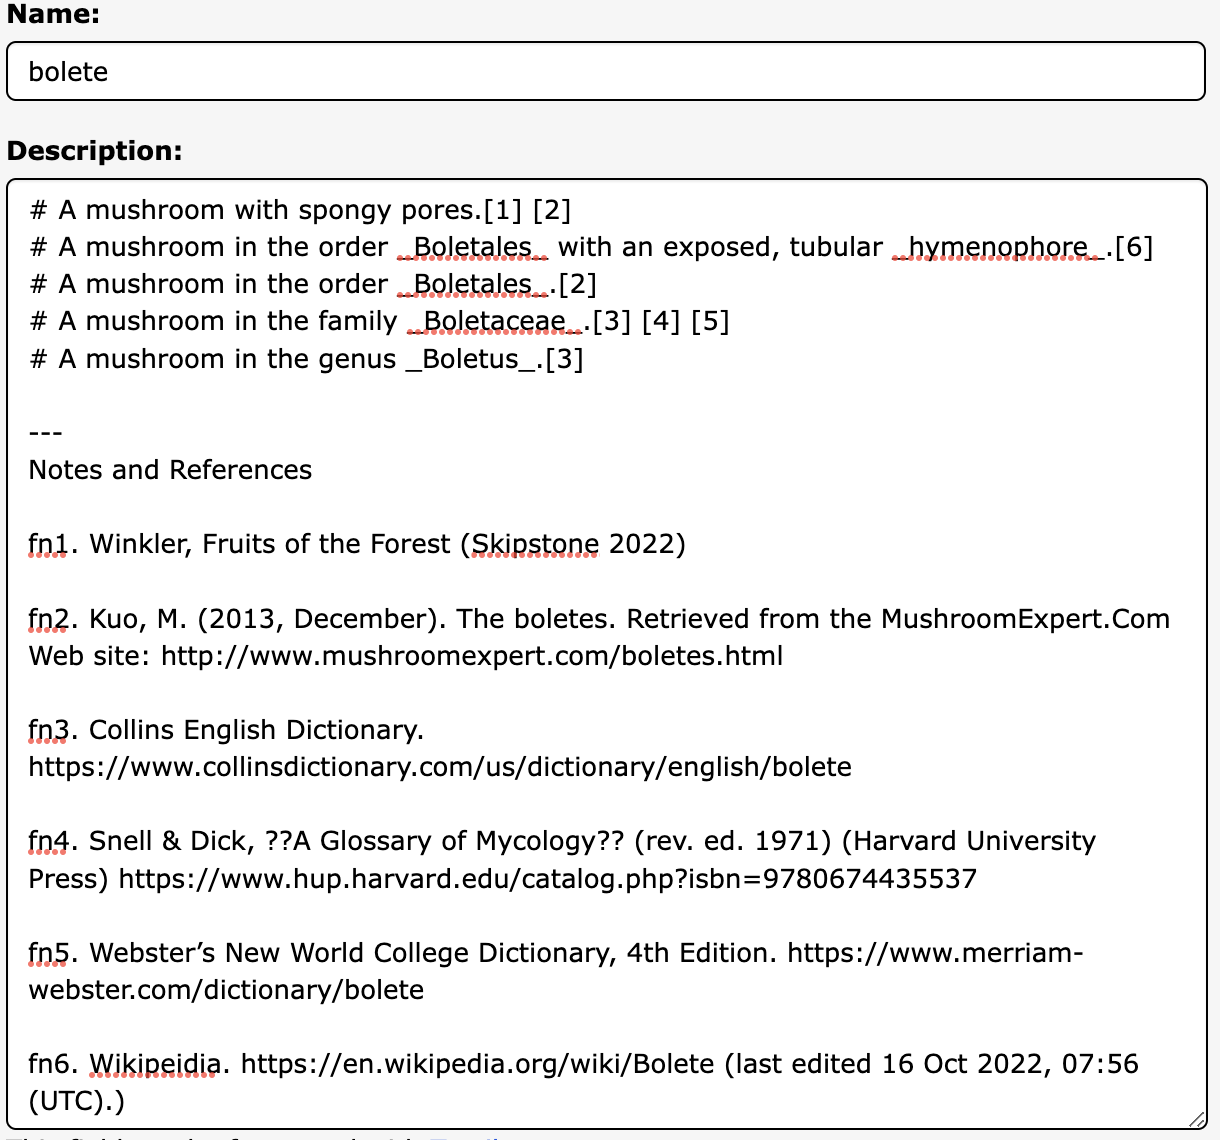 Name:
bolete
Description:
# A mushroom with spongy pores.[1] [2]
# A mushroom in the order _Boletales_ with an exposed, tubular _hymenophore_.[6]
# A mushroom in the order _Boletales_.[2]
# A mushroom in the family _Boletaceae_.[3] [4] [5]
# A mushroom in the genus _Boletus_.[3]
---
Notes and References
fn1. Winkler, Fruits of the Forest (Skipstone 2022)
fn2. Kuo, M. (2013, December). The boletes. Retrieved from the MushroomExpert.Com
Web site: http://www.mushroomexpert.com/boletes.html
fn3. Collins English Dictionary.
https://www.collinsdictionary.com/us/dictionary/english/bolete
fn4. Snell & Dick, ??A Glossary of Mycology?? (rev. ed. 1971) (Harvard University
Press) https://www.hup.harvard.edu/catalog.php?isbn=9780674435537
fn5. Webster’s New World College Dictionary, 4th Edition. https://www.merriam-
webster.com/dictionary/bolete
fn6. Wikipeidia. https://en.wikipedia.org/wiki/Bolete (last edited 16 Oct 2022, 07:56
(UTC).)